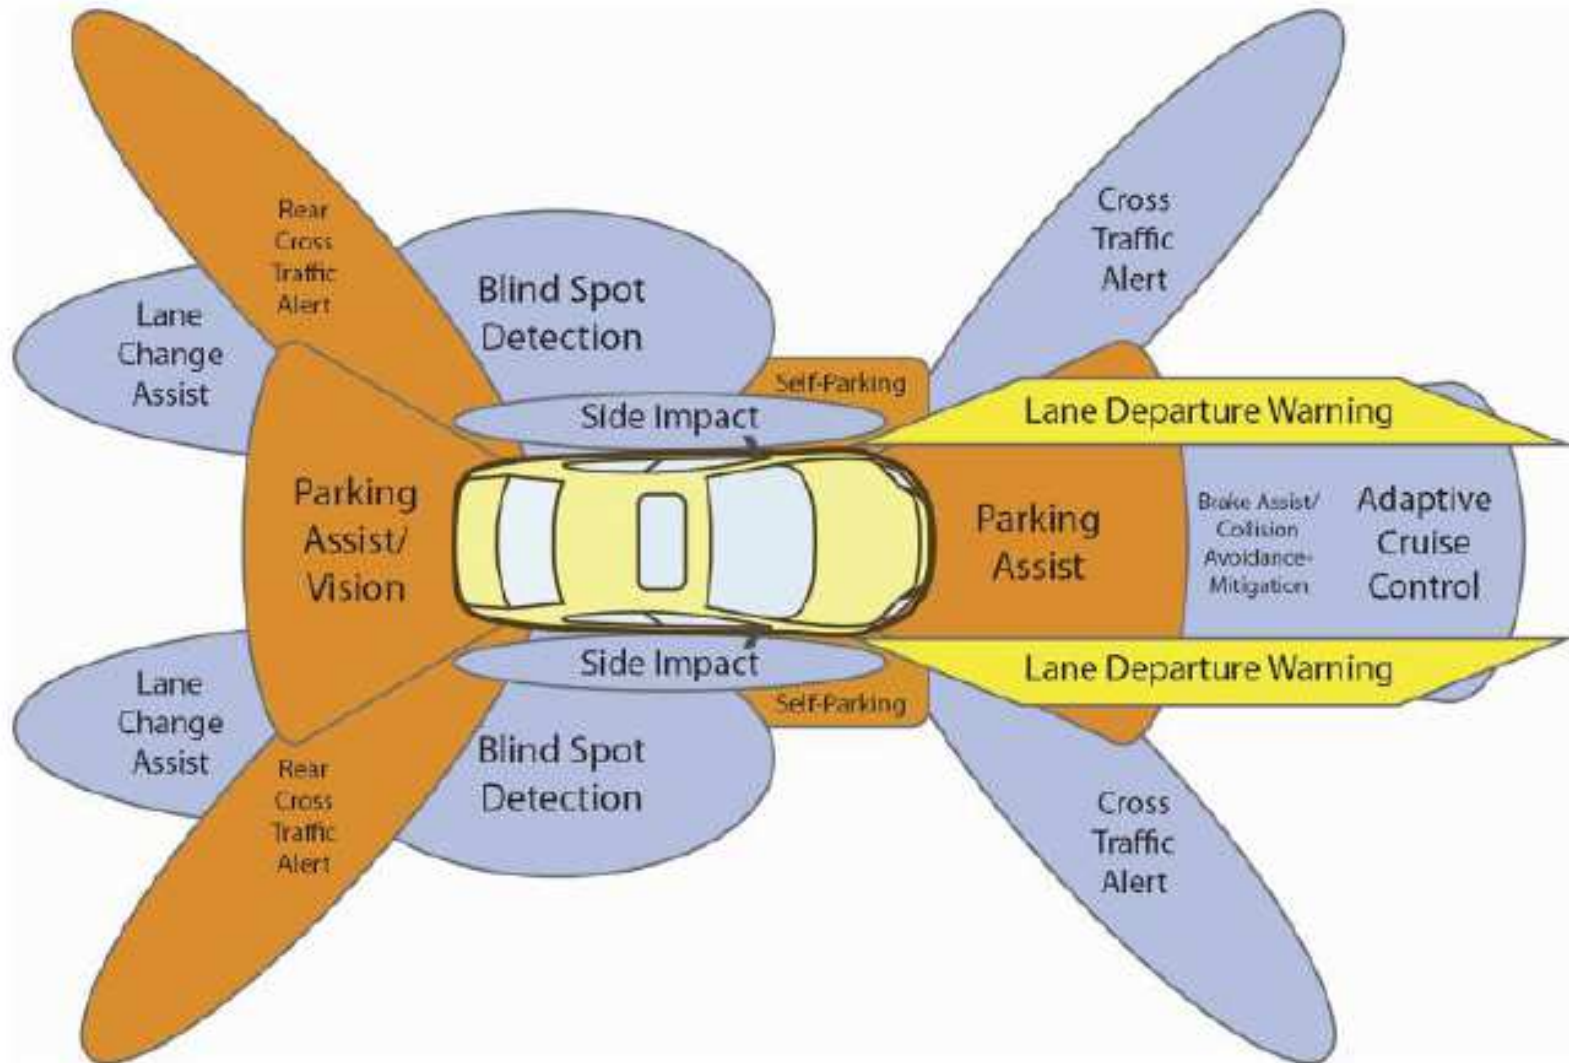 Rear
Cross
Traffic
Alert
Cross
Traffic
Alert
Lane
Change
Assist
Blind Spot
Detection
Self-Parking
Side Impact
Lane Departure Warning
Parking
Assist/
Vision
Parking
Assist
Brake Assist/
Collision
Avoidance-
Mitigation
Adaptive
Cruise
Control
Side Impact
Lane Departure Warning
Self-Parking
Lane
Change
Assist
Blind Spot
Detection
Rear
Cross
Traffic
Alert
Cross
Traffic
Alert